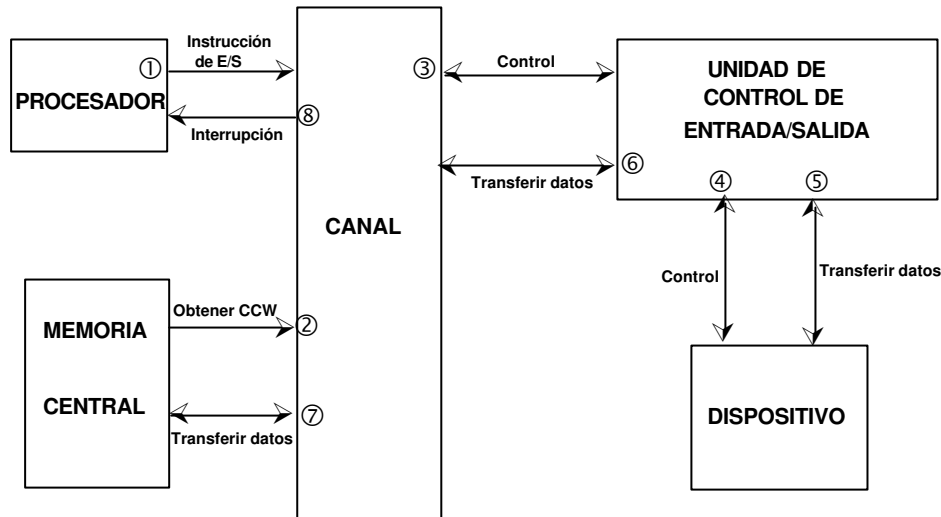 Instrucción
de E/S
①
PROCESADOR
Interrupción
⑧
③
Control
UNIDAD DE
CONTROL DE
ENTRADA/SALIDA
⑥
Transferir datos
④
⑤
CANAL
Control
Transferir datos
Obtener CCW
②
MEMORIA
CENTRAL
⑦
Transferir datos
DISPOSITIVO